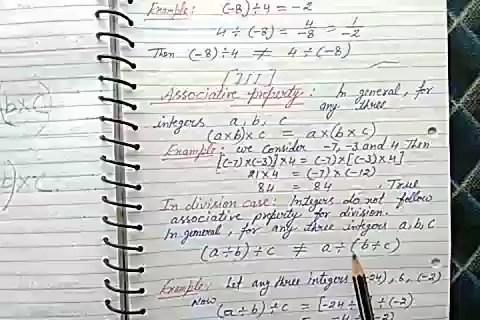 (b×c)
)×c.
Example: (-8)÷4 = -2
4÷(-8) = 4/-8 = 1/-2
Then (-8)÷4 ≠ 4÷(-8)
[III]
Associative property: In general, for
any three
integers a, b, c
(a×b)×c = a×(b×c)
Example: we consider -7, -3 and 4 Then
[(-7)×(-3)]×4 = (-7)×[(-3)×4]
21×4 = (-7)×(-12)
84 = 84 , True
In division case: Integers do not follow
associative property for division.
In general, for any three integers a, b, c
(a÷b)÷c ≠ a÷(b÷c)
Example: Let any three integers -24), 6, (-2)
Now (a÷b)÷c = [-24÷ ]÷(-2)
= -4÷(-2)